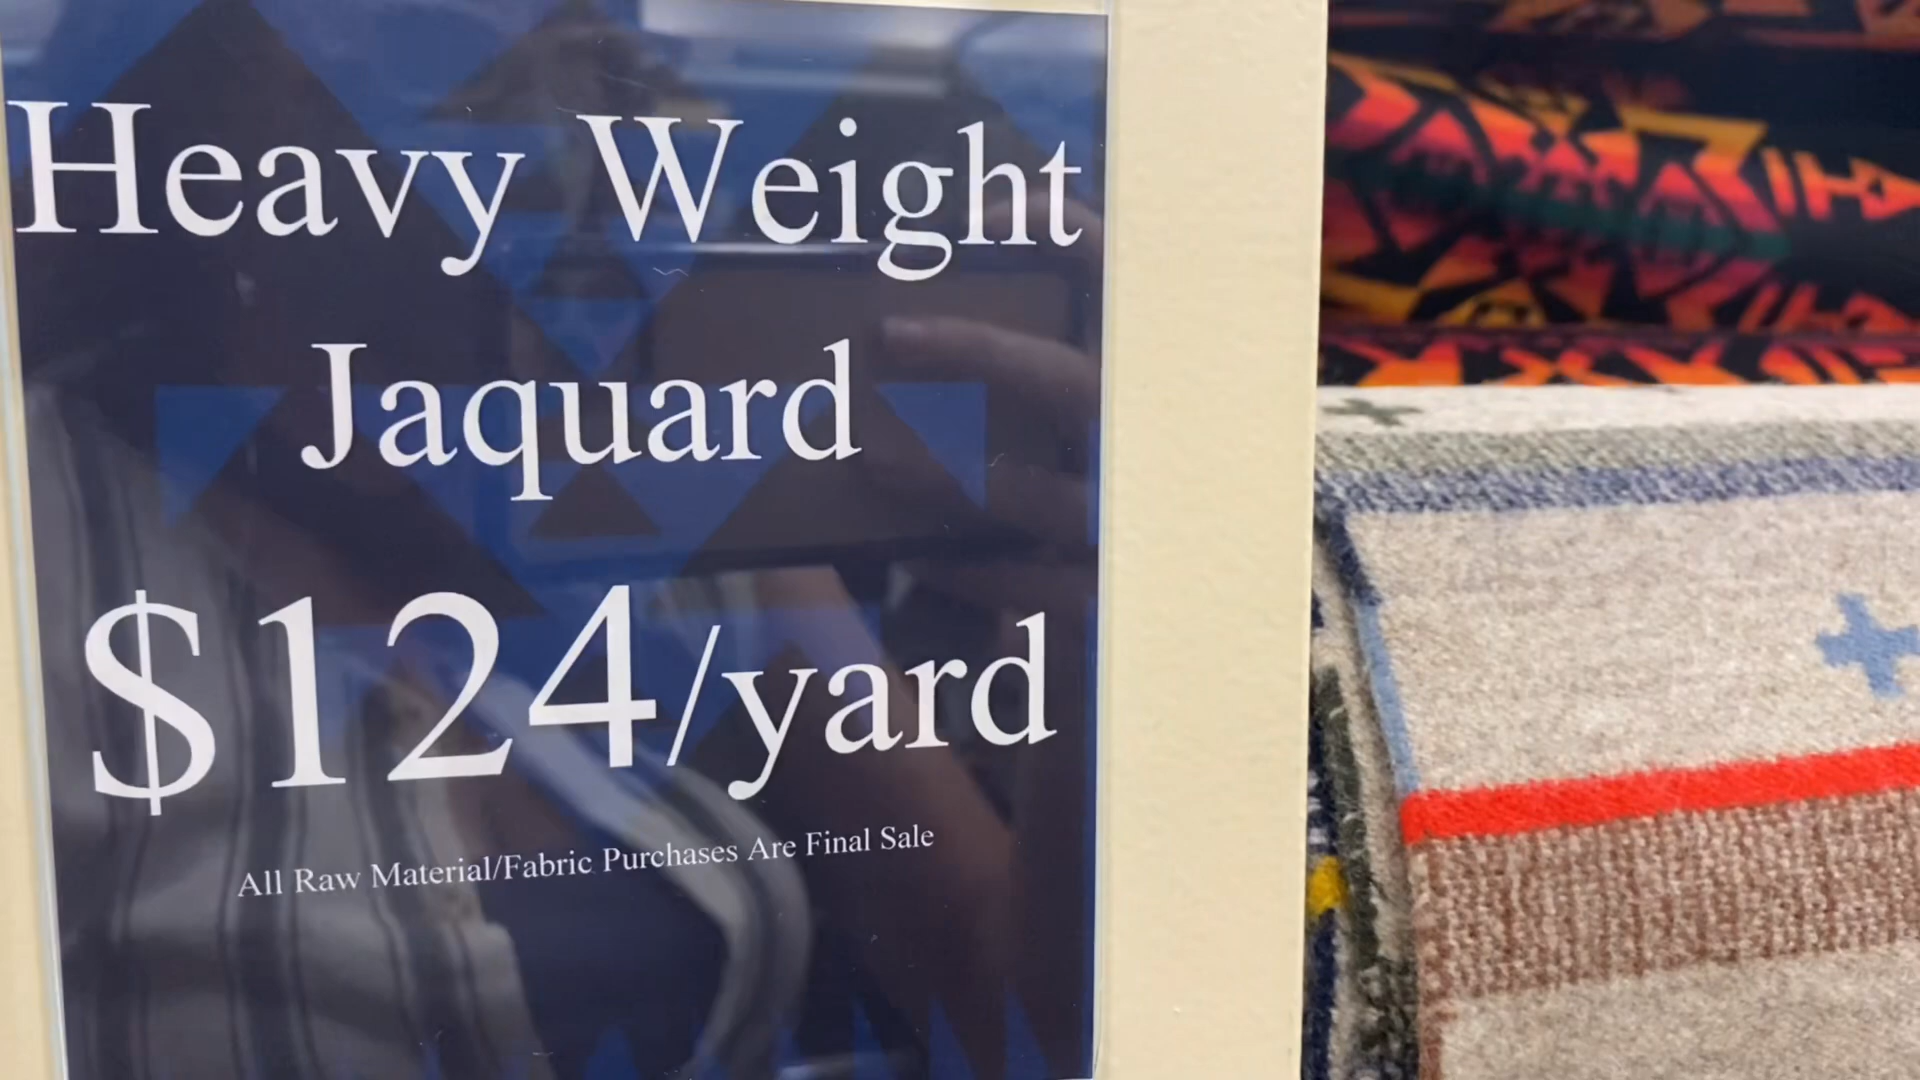 Heavy Weight
Jaquard
$124/yard
All Raw Material/Fabric Purchases Are Final Sale